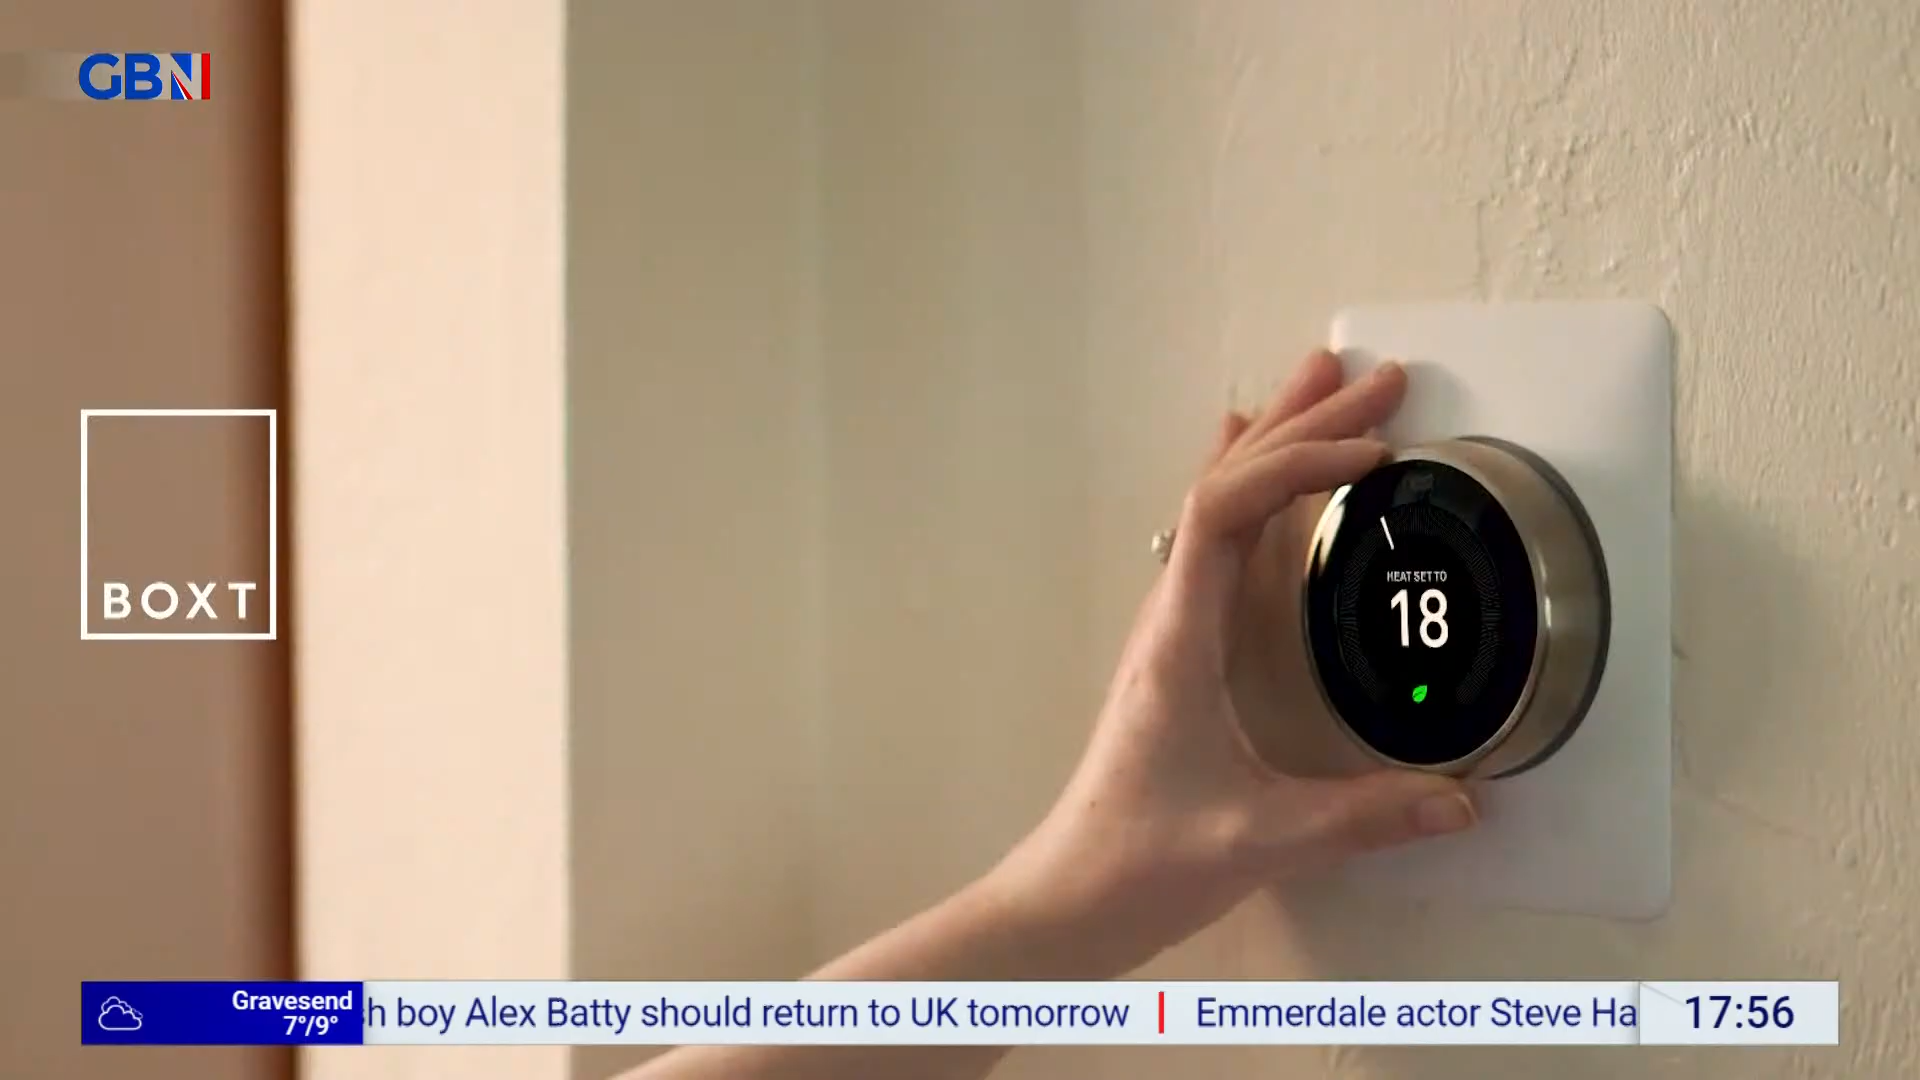 GBN
BOXT
HEAT SET TO
18
Gravesend
7°/9°
h boy Alex Batty should return to UK tomorrow | Emmerdale actor Steve Ha
17:56